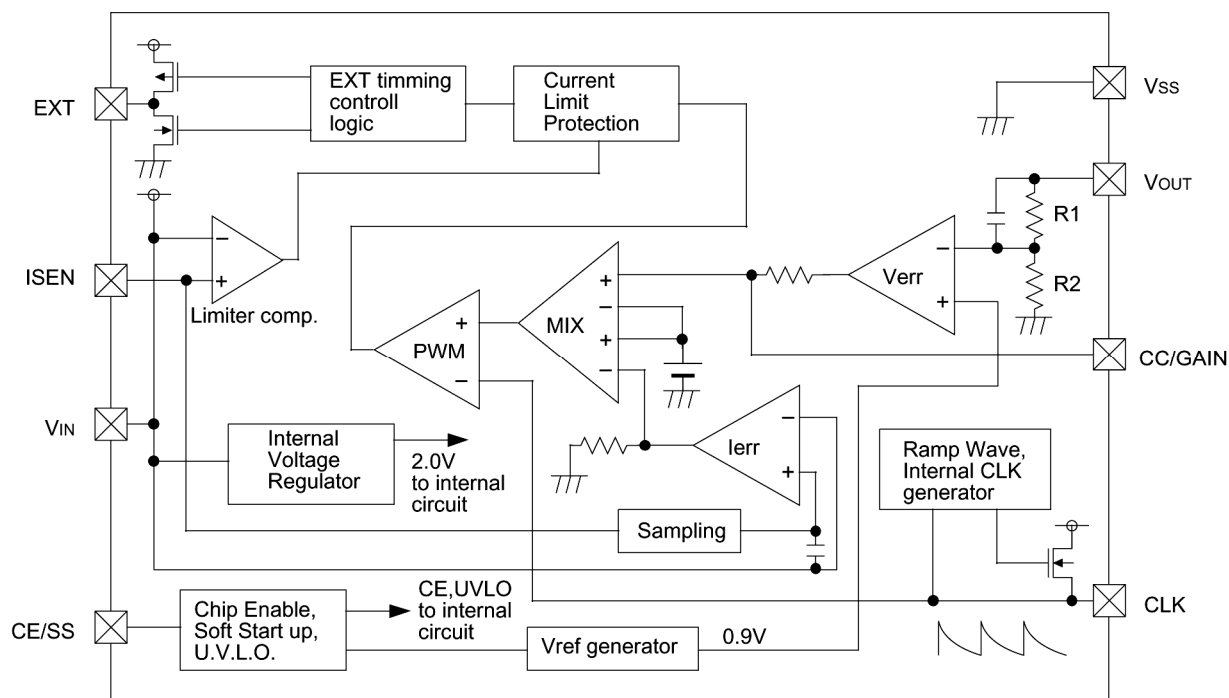 EXT
EXT timming
controll
logic
Current
Limit
Protection
VSS
VOUT
R1
R2
ISEN
−
+
Limiter comp.
Verr
−
+
MIX
+
−
+
−
PWM
+
−
CC/GAIN
VIN
Internal
Voltage
Regulator
2.0V
to internal
circuit
Ierr
−
+
Ramp Wave,
Internal CLK
generator
Sampling
CE/SS
Chip Enable,
Soft Start up,
U.V.L.O.
CE,UVLO
to internal
circuit
Vref generator
0.9V
CLK